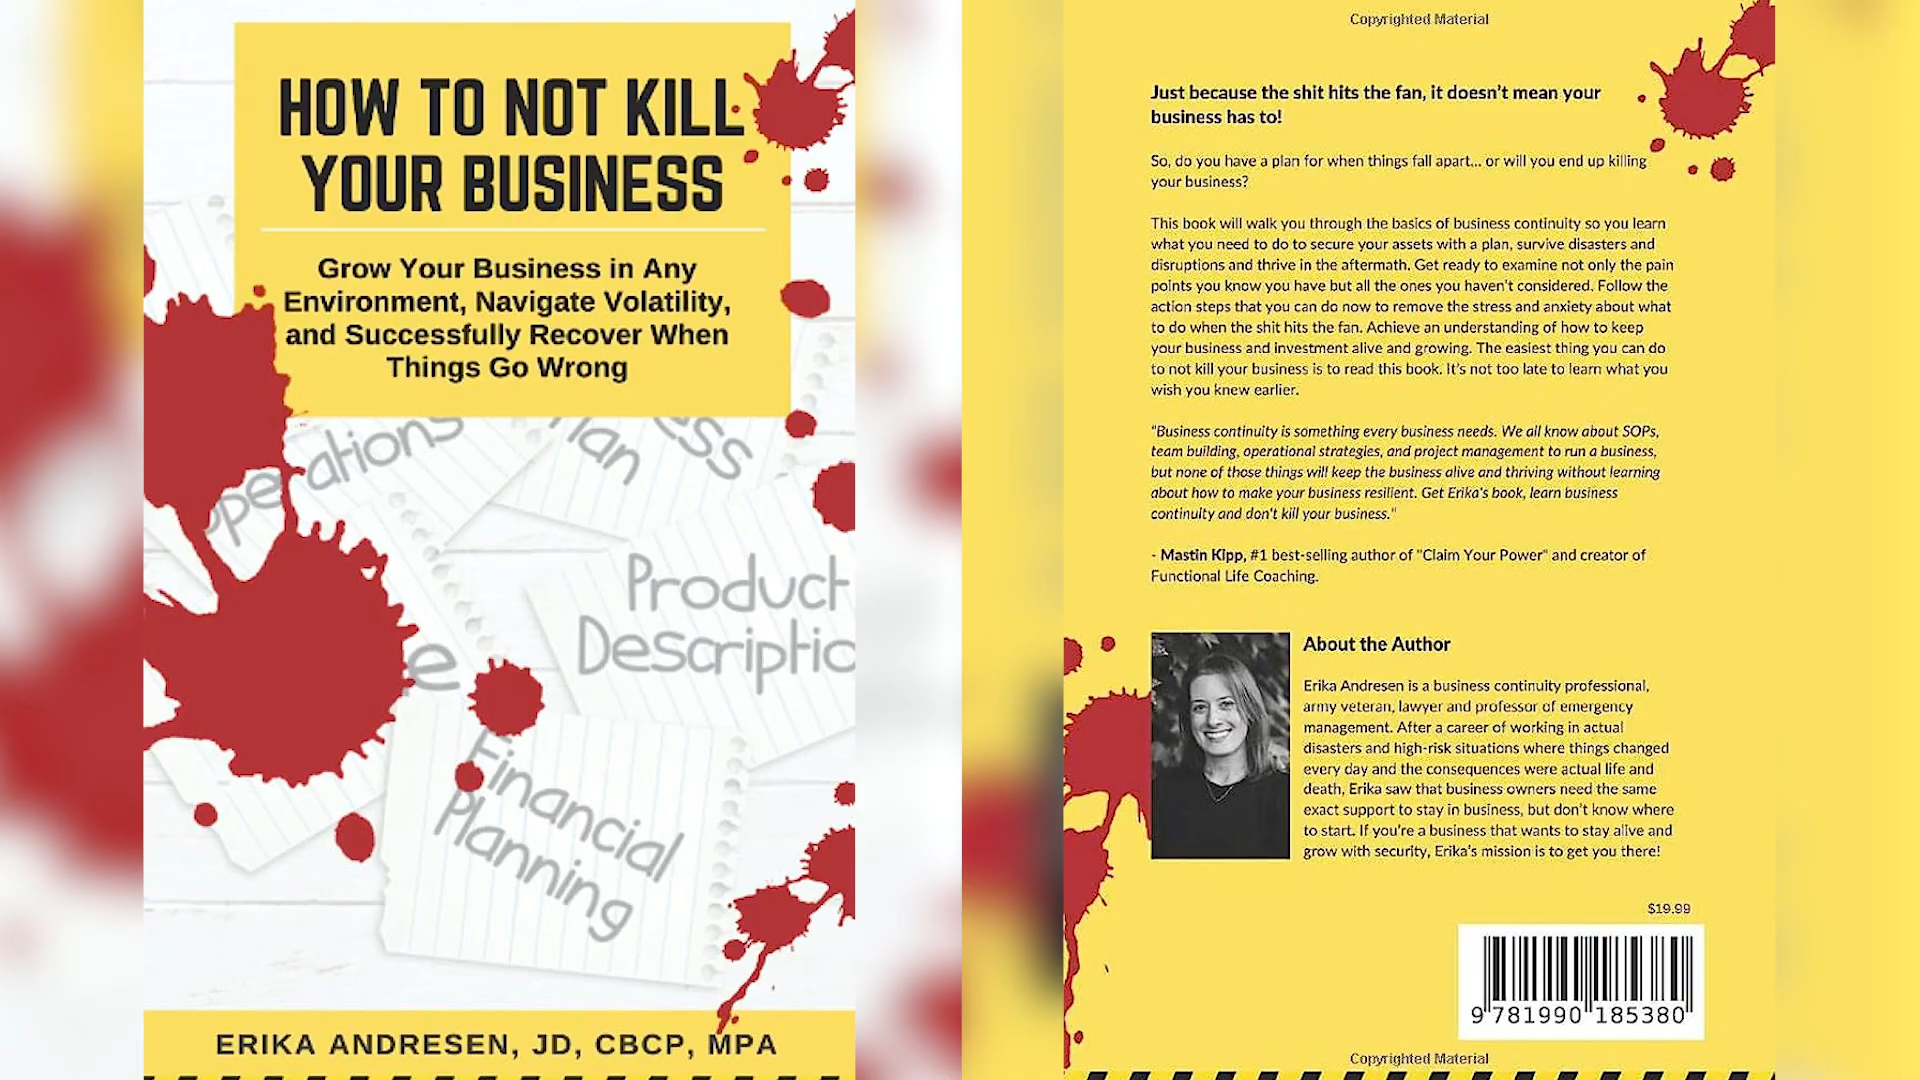 HOW TO NOT KILL
YOUR BUSINESS
Grow Your Business in Any
Environment, Navigate Volatility,
and Successfully Recover When
Things Go Wrong
Product
Financial
Planning
ERIKA ANDRESEN, JD, CBCP, MPA
Copyrighted Material
Just because the shit hits the fan, it doesn't mean your
business has to!
So, do you have a plan for when things fall apart... or will you end up killing
your business?
This book will walk you through the basics of business continuity so you learn
what you need to do to secure your assets with a plan, survive disasters and
disruptions and thrive in the aftermath. Get ready to examine not only the pain
points you know you have but all the ones you haven't considered. Follow the
action steps that you can do now to remove the stress and anxiety about what
to do when the shit hits the fan. Achieve an understanding of how to keep
your business and investment alive and growing. The easiest thing you can do
to not kill your business is to read this book. It's not too late to learn what you
wish you knew earlier.
"Business continuity is something every business needs. We all know about SOPs,
team building, operational strategies, and project management to run a business,
but none of those things will keep the business alive and thriving without learning
about how to make your business resilient. Get Erika's book, learn business
continuity and don't kill your business."
- Mastin Kipp, #1 best-selling author of "Claim Your Power" and creator of
Functional Life Coaching.
About the Author
Erika Andresen is a business continuity professional,
army veteran, lawyer and professor of emergency
management. After a career of working in actual
disasters and high-risk situations where things changed
every day and the consequences were actual life and
death, Erika saw that business owners need the same
exact support to stay in business, but don't know where
to start. If you're a business that wants to stay alive and
grow with security, Erika's mission is to get you there!
$19.99
9 781990 185380
Copyrighted Material